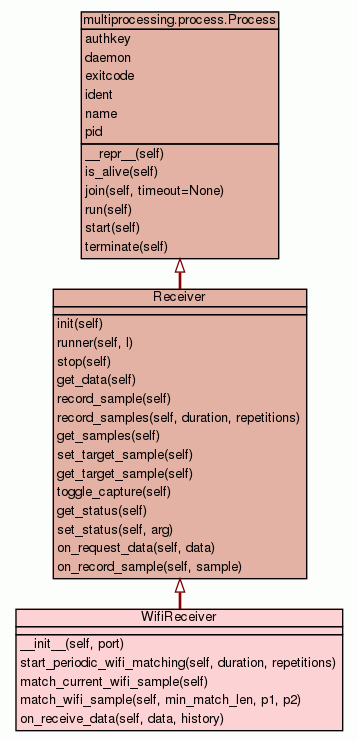 multiprocessing.process.Process
authkey
daemon
exitcode
ident
name
pid
__repr__(self)
is_alive(self)
join(self, timeout=None)
run(self)
start(self)
terminate(self)
Receiver
init(self)
runner(self, l)
stop(self)
get_data(self)
record_sample(self)
record_samples(self, duration, repetitions)
get_samples(self)
set_target_sample(self)
get_target_sample(self)
toggle_capture(self)
get_status(self)
set_status(self, arg)
on_request_data(self, data)
on_record_sample(self, sample)
WifiReceiver
__init__(self, port)
start_periodic_wifi_matching(self, duration, repetitions)
match_current_wifi_sample(self)
match_wifi_sample(self, min_match_len, p1, p2)
on_receive_data(self, data, history)